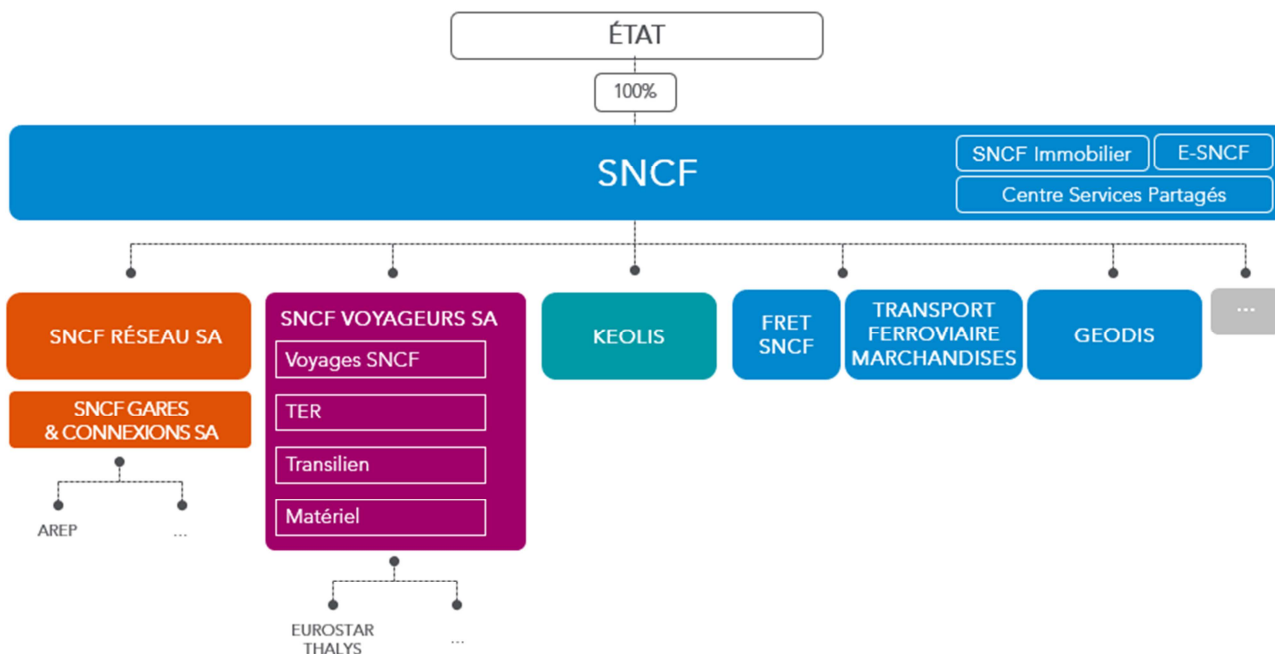 ÉTAT
100%
SNCF
SNCF Immobilier
E-SNCF
Centre Services Partagés
SNCF RÉSEAU SA
SNCF GARES
& CONNEXIONS SA
AREP
...
SNCF VOYAGEURS SA
Voyages SNCF
TER
Transilien
Matériel
EUROSTAR
THALYS
...
KEOLIS
FRET
SNCF
TRANSPORT
FERROVIAIRE
MARCHANDISES
GEODIS
...